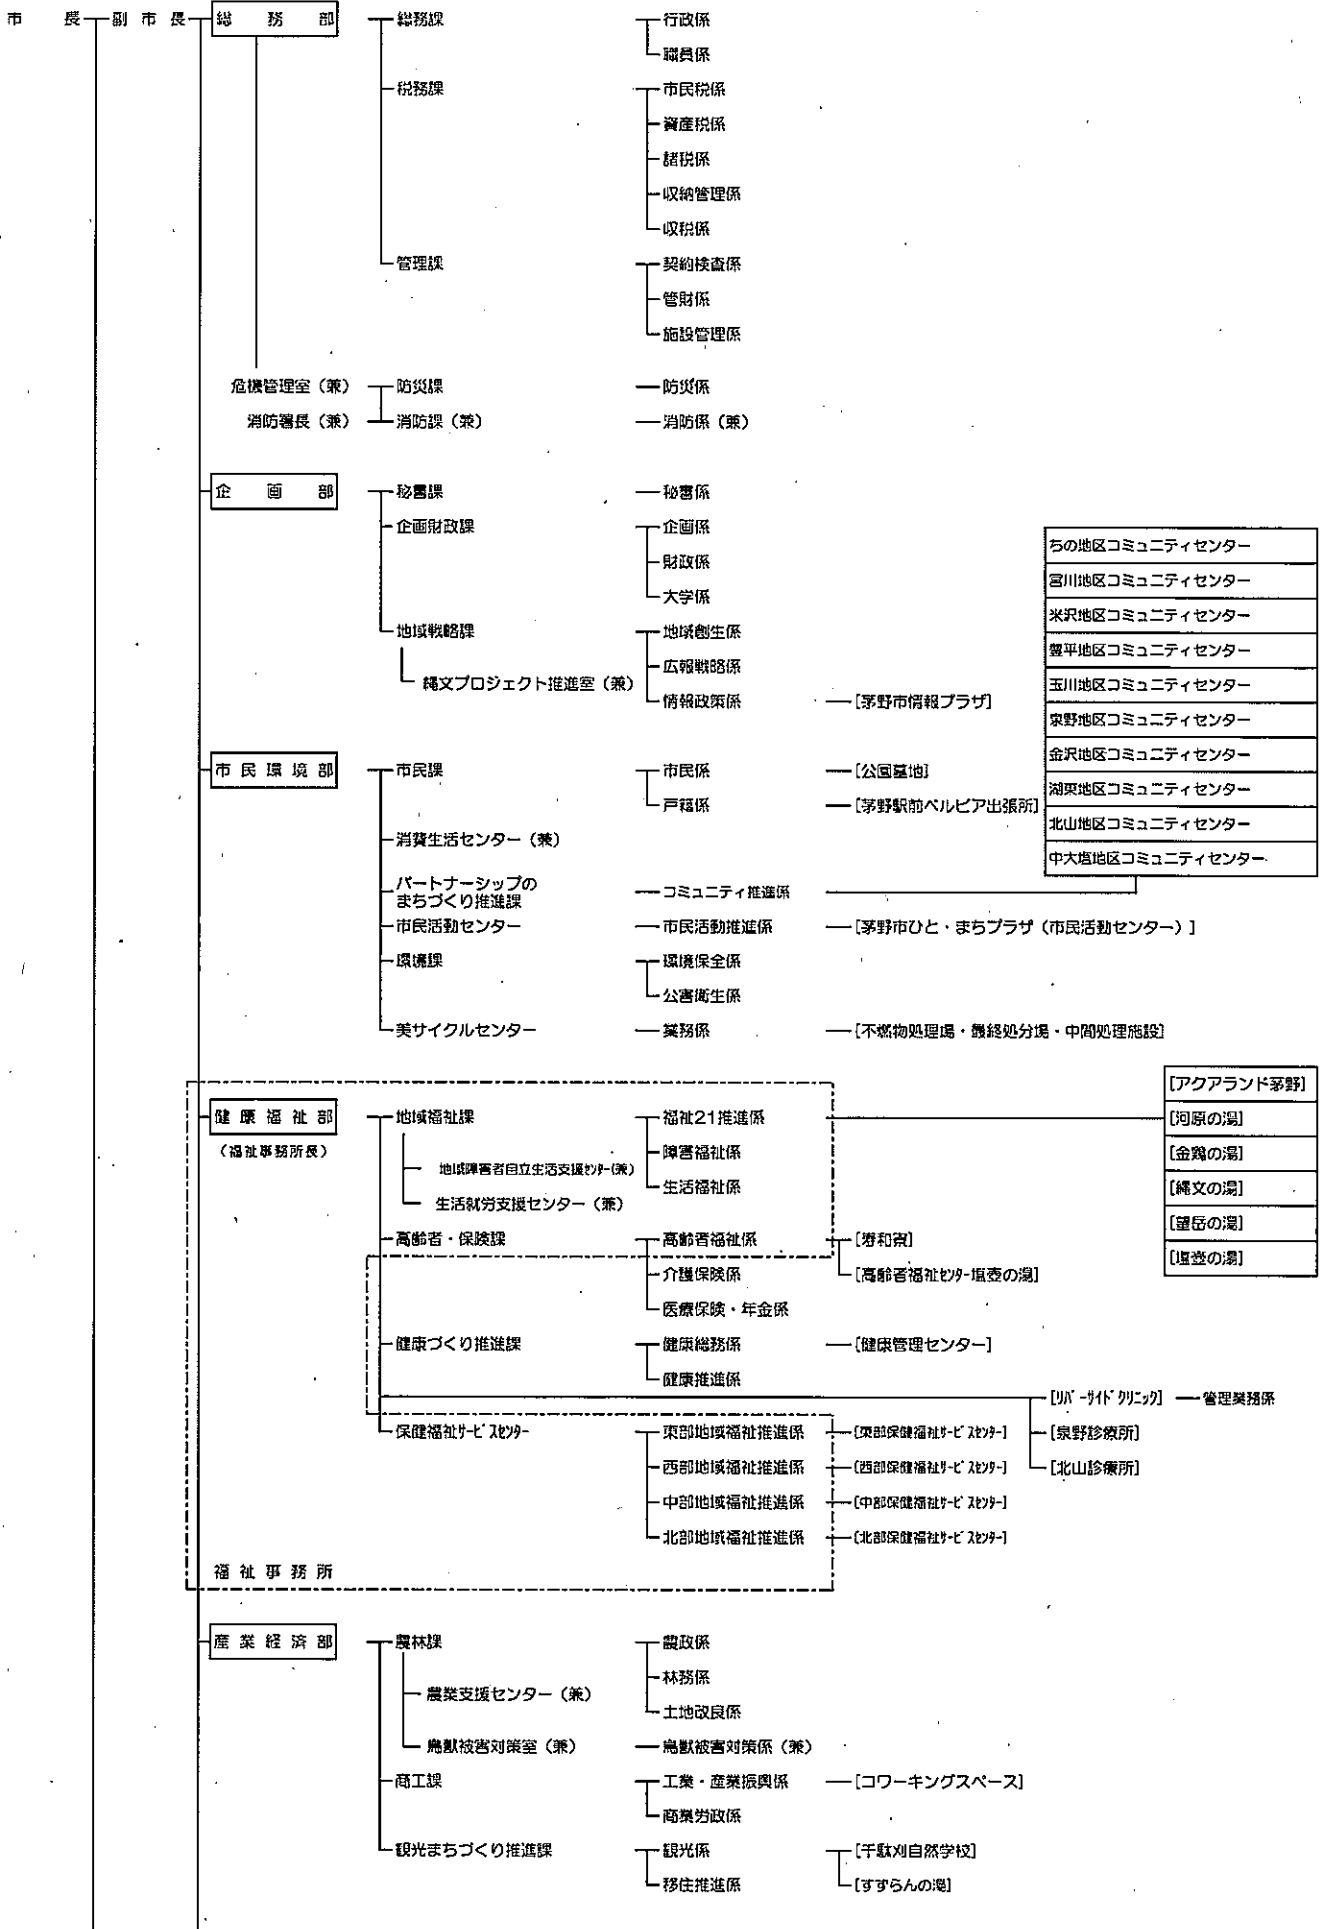 市長 副市長 総務部 総務課 行政係
職員係
税務課 市民税係
資産税係
諸税係
収納管理係
収税係
管理課 契約検査係
管財係
施設管理係
危機管理室(兼) 防災課 防災係
消防署長(兼) 消防課(兼) 消防係(兼)
企画部 秘書課 秘書係
企画財政課 企画係
財政係
大学係
地域戦略課 地域創生係
広報戦略係
縄文プロジェクト推進室(兼)
情報政策係 [茅野市情報プラザ]
ちの地区コミュニティセンター
宮川地区コミュニティセンター
米沢地区コミュニティセンター
豊平地区コミュニティセンター
玉川地区コミュニティセンター
泉野地区コミュニティセンター
金沢地区コミュニティセンター
湖東地区コミュニティセンター
北山地区コミュニティセンター
中大塩地区コミュニティセンター
市民環境部 市民課 市民係 [公園墓地]
戸籍係 [茅野駅前ベルビア出張所]
消費生活センター(兼)
パートナーシップの
まちづくり推進課 コミュニティ推進係
市民活動センター 市民活動推進係 [茅野市ひと・まちプラザ(市民活動センター)]
環境課 環境保全係
公害衛生係
美サイクルセンター 業務係 [不燃物処理場・最終処分場・中間処理施設]
[アクアランド茅野]
[河原の湯]
[金鶏の湯]
[縄文の湯]
[望岳の湯]
[塩壺の湯]
健康福祉部 地域福祉課 福祉21推進係
(福祉事務所長) 障害福祉係
地域障害者自立生活支援センター(兼)
生活福祉係
生活就労支援センター(兼)
高齢者・保険課 高齢者福祉係 [寿和寮]
介護保険係 [高齢者福祉センター塩壺の湯]
医療保険・年金係
健康づくり推進課 健康総務係 [健康管理センター]
健康推進係
[リバーサイドクリニック] 管理業務係
[泉野診療所]
[北山診療所]
保健福祉サービスセンター 東部地域福祉推進係 [東部保健福祉サービスセンター]
西部地域福祉推進係 [西部保健福祉サービスセンター]
中部地域福祉推進係 [中部保健福祉サービスセンター]
北部地域福祉推進係 [北部保健福祉サービスセンター]
福祉事務所
産業経済部 農林課 農政係
林務係
農業支援センター(兼)
土地改良係
鳥獣被害対策室(兼) 鳥獣被害対策係(兼)
商工課 工業・産業振興係 [コワーキングスペース]
商業労政係
観光まちづくり推進課 観光係 [千駄刈自然学校]
移住推進係 [すずらんの湯]